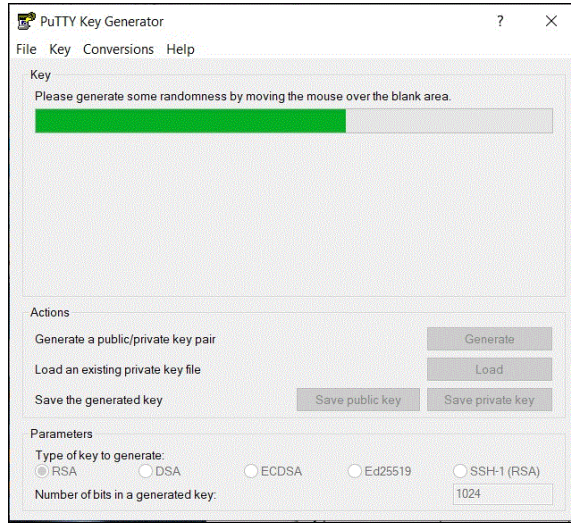 PuTTY Key Generator ? ×
File Key Conversions Help
Key
Please generate some randomness by moving the mouse over the blank area.
Actions
Generate a public/private key pair Generate
Load an existing private key file Load
Save the generated key Save public key Save private key
Parameters
Type of key to generate:
RSA DSA ECDSA Ed25519 SSH-1 (RSA)
Number of bits in a generated key: 1024